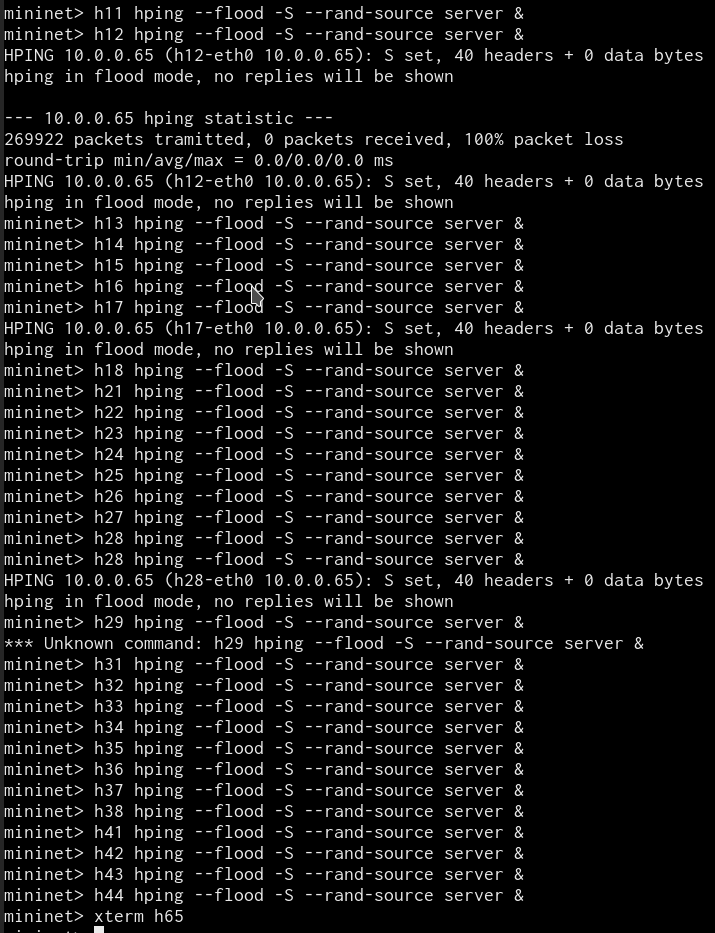 mininet> h11 hping --flood -S --rand-source server &
mininet> h12 hping --flood -S --rand-source server &
HPING 10.0.0.65 (h12-eth0 10.0.0.65): S set, 40 headers + 0 data bytes
hping in flood mode, no replies will be shown
--- 10.0.0.65 hping statistic ---
269922 packets tramitted, 0 packets received, 100% packet loss
round-trip min/avg/max = 0.0/0.0/0.0 ms
HPING 10.0.0.65 (h12-eth0 10.0.0.65): S set, 40 headers + 0 data bytes
hping in flood mode, no replies will be shown
mininet> h13 hping --flood -S --rand-source server &
mininet> h14 hping --flood -S --rand-source server &
mininet> h15 hping --flood -S --rand-source server &
mininet> h16 hping --flood -S --rand-source server &
mininet> h17 hping --flood -S --rand-source server &
HPING 10.0.0.65 (h17-eth0 10.0.0.65): S set, 40 headers + 0 data bytes
hping in flood mode, no replies will be shown
mininet> h18 hping --flood -S --rand-source server &
mininet> h21 hping --flood -S --rand-source server &
mininet> h22 hping --flood -S --rand-source server &
mininet> h23 hping --flood -S --rand-source server &
mininet> h24 hping --flood -S --rand-source server &
mininet> h25 hping --flood -S --rand-source server &
mininet> h26 hping --flood -S --rand-source server &
mininet> h27 hping --flood -S --rand-source server &
mininet> h28 hping --flood -S --rand-source server &
mininet> h28 hping --flood -S --rand-source server &
HPING 10.0.0.65 (h28-eth0 10.0.0.65): S set, 40 headers + 0 data bytes
hping in flood mode, no replies will be shown
mininet> h29 hping --flood -S --rand-source server &
*** Unknown command: h29 hping --flood -S --rand-source server &
mininet> h31 hping --flood -S --rand-source server &
mininet> h32 hping --flood -S --rand-source server &
mininet> h33 hping --flood -S --rand-source server &
mininet> h34 hping --flood -S --rand-source server &
mininet> h35 hping --flood -S --rand-source server &
mininet> h36 hping --flood -S --rand-source server &
mininet> h37 hping --flood -S --rand-source server &
mininet> h38 hping --flood -S --rand-source server &
mininet> h41 hping --flood -S --rand-source server &
mininet> h42 hping --flood -S --rand-source server &
mininet> h43 hping --flood -S --rand-source server &
mininet> h44 hping --flood -S --rand-source server &
mininet> xterm h65